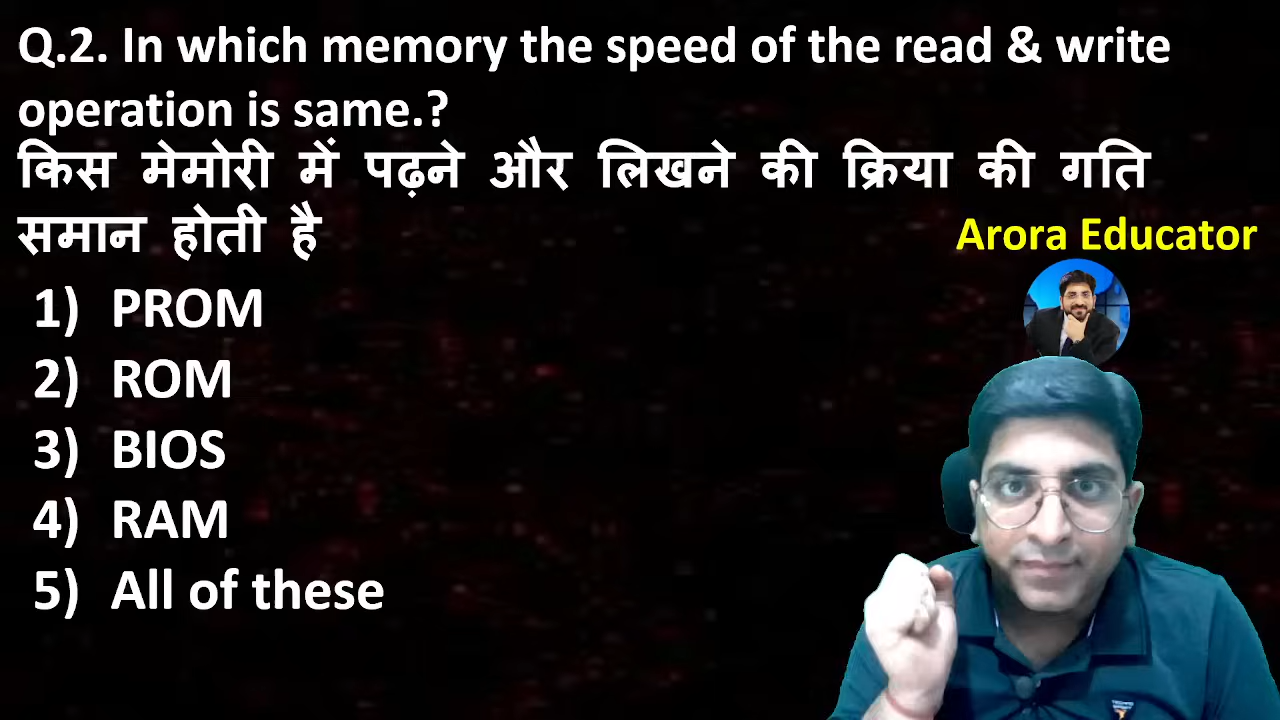 Q.2. In which memory the speed of the read & write
operation is same.?
किस मेमोरी में पढ़ने और लिखने की क्रिया की गति
समान होती है
Arora Educator
1) PROM
2) ROM
3) BIOS
4) RAM
5) All of these